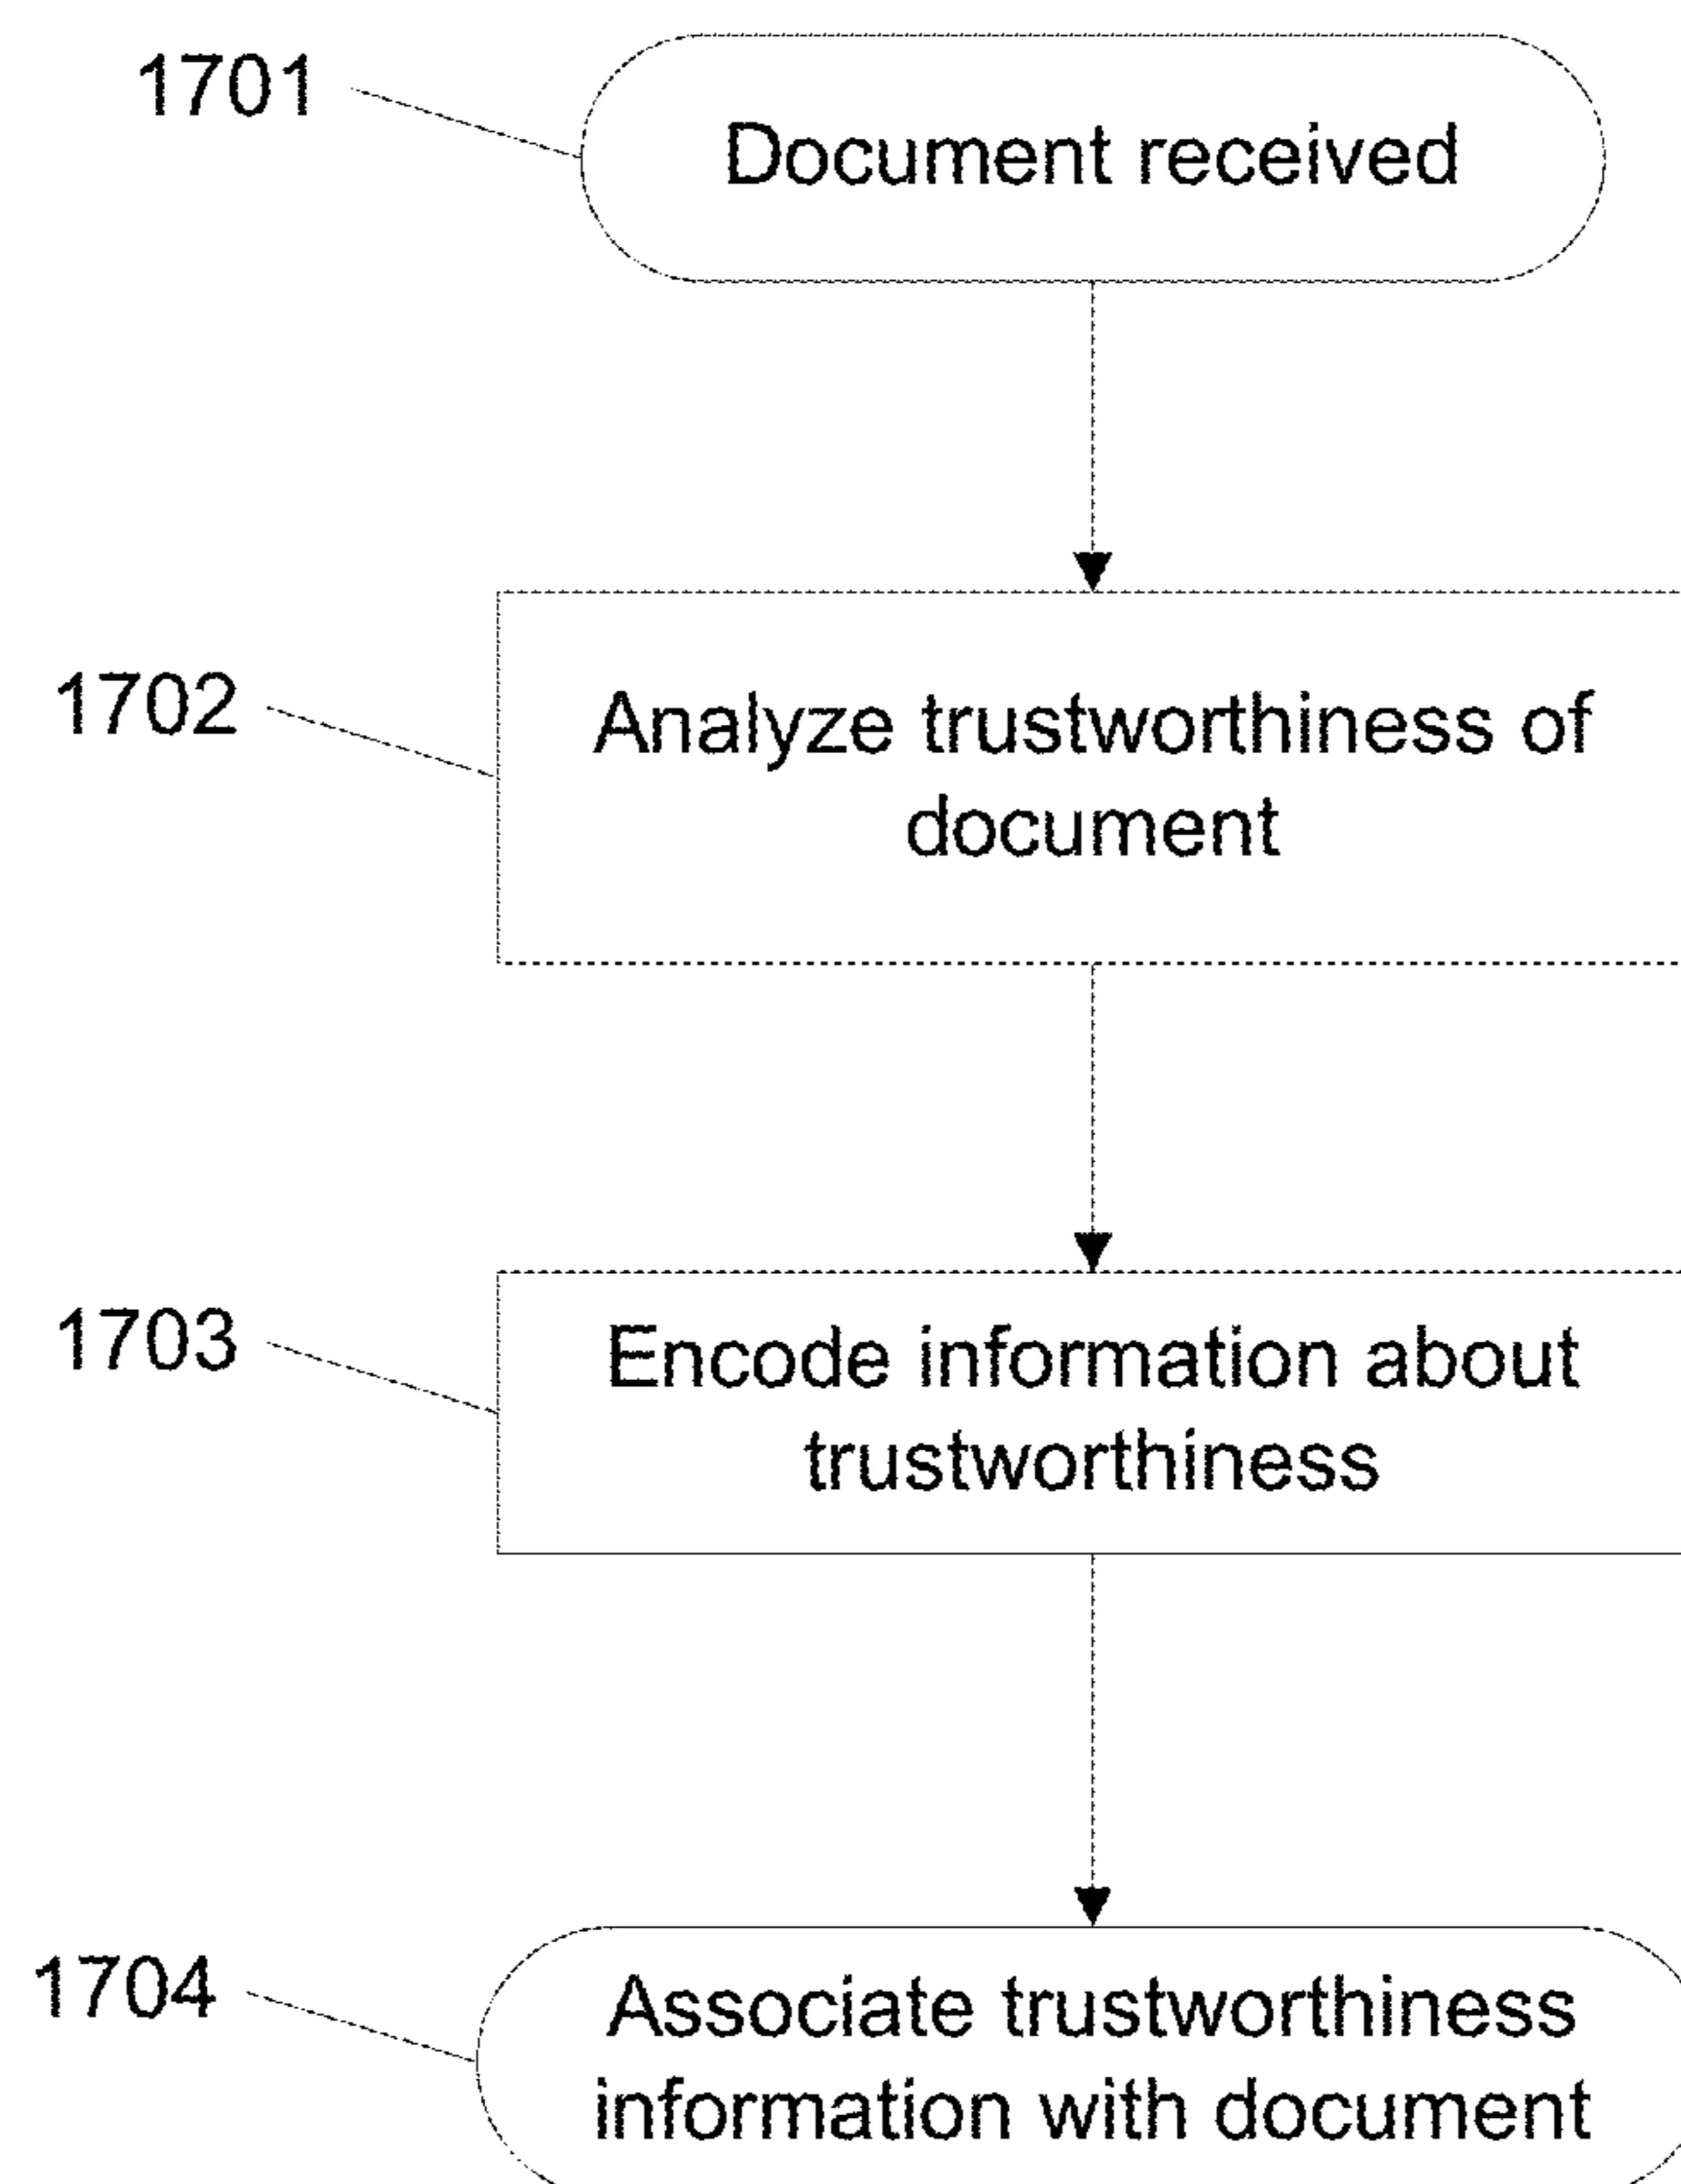 1701
Document received
1702
Analyze trustworthiness of
document
1703
Encode information about
trustworthiness
1704
Associate trustworthiness
information with document